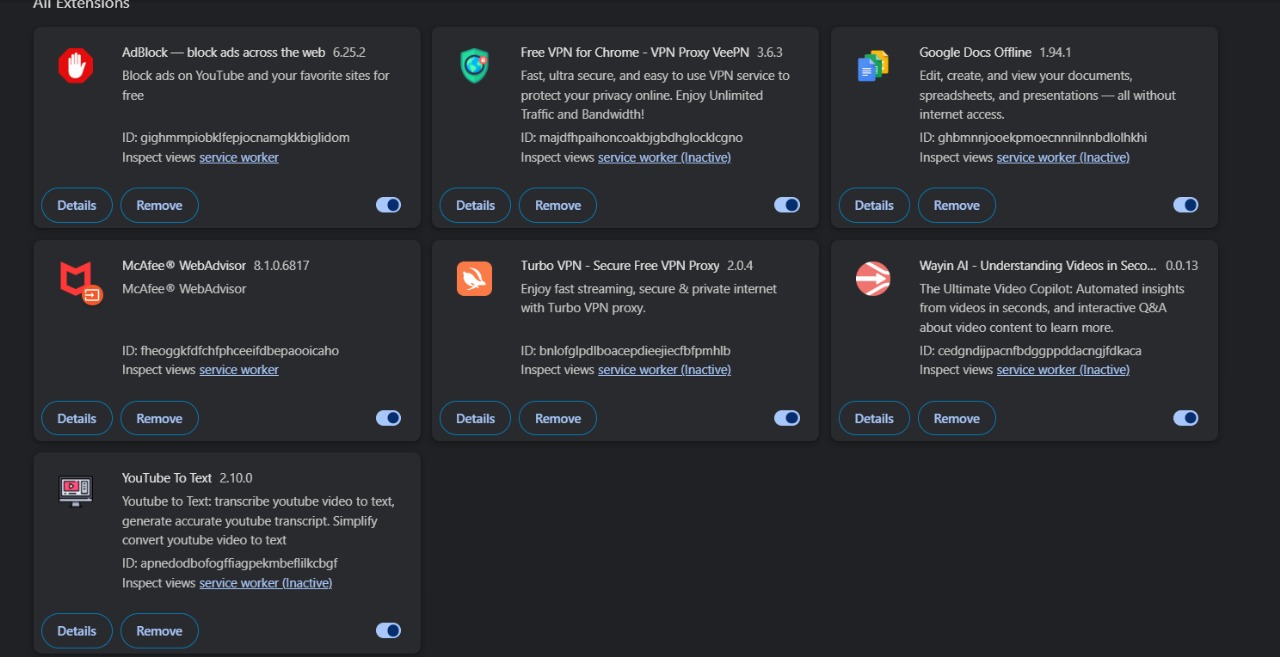 All Extensions
AdBlock — block ads across the web 6.25.2
Block ads on YouTube and your favorite sites for
free
ID: gighmmpiobklfepjocnamgkkbiglidom
Inspect views service worker
Details Remove
Free VPN for Chrome - VPN Proxy VeePN 3.6.3
Fast, ultra secure, and easy to use VPN service to
protect your privacy online. Enjoy Unlimited
Traffic and Bandwidth!
ID: majdfhpaihoncoakbjgbdhglocklcgno
Inspect views service worker (Inactive)
Details Remove
Google Docs Offline 1.94.1
Edit, create, and view your documents,
spreadsheets, and presentations — all without
internet access.
ID: ghbmnnjooekpmoecnnnilnnbdlolhkhi
Inspect views service worker (Inactive)
Details Remove
McAfee® WebAdvisor 8.1.0.6817
McAfee® WebAdvisor
ID: fheoggkfdfchfphceeifdbepaooicaho
Inspect views service worker
Details Remove
Turbo VPN - Secure Free VPN Proxy 2.0.4
Enjoy fast streaming, secure & private internet
with Turbo VPN proxy.
ID: bnlofglpdlboacepdieejiecfbfpmhlb
Inspect views service worker (Inactive)
Details Remove
Wayin AI - Understanding Videos in Seco... 0.0.13
The Ultimate Video Copilot: Automated insights
from videos in seconds, and interactive Q&A
about video content to learn more.
ID: cedgndijpacnfbdggppddacngjfdkaca
Inspect views service worker (Inactive)
Details Remove
YouTube To Text 2.10.0
Youtube to Text: transcribe youtube video to text,
generate accurate youtube transcript. Simplify
convert youtube video to text
ID: apnedodbofogffiagpekmbeflilkcbgf
Inspect views service worker (Inactive)
Details Remove